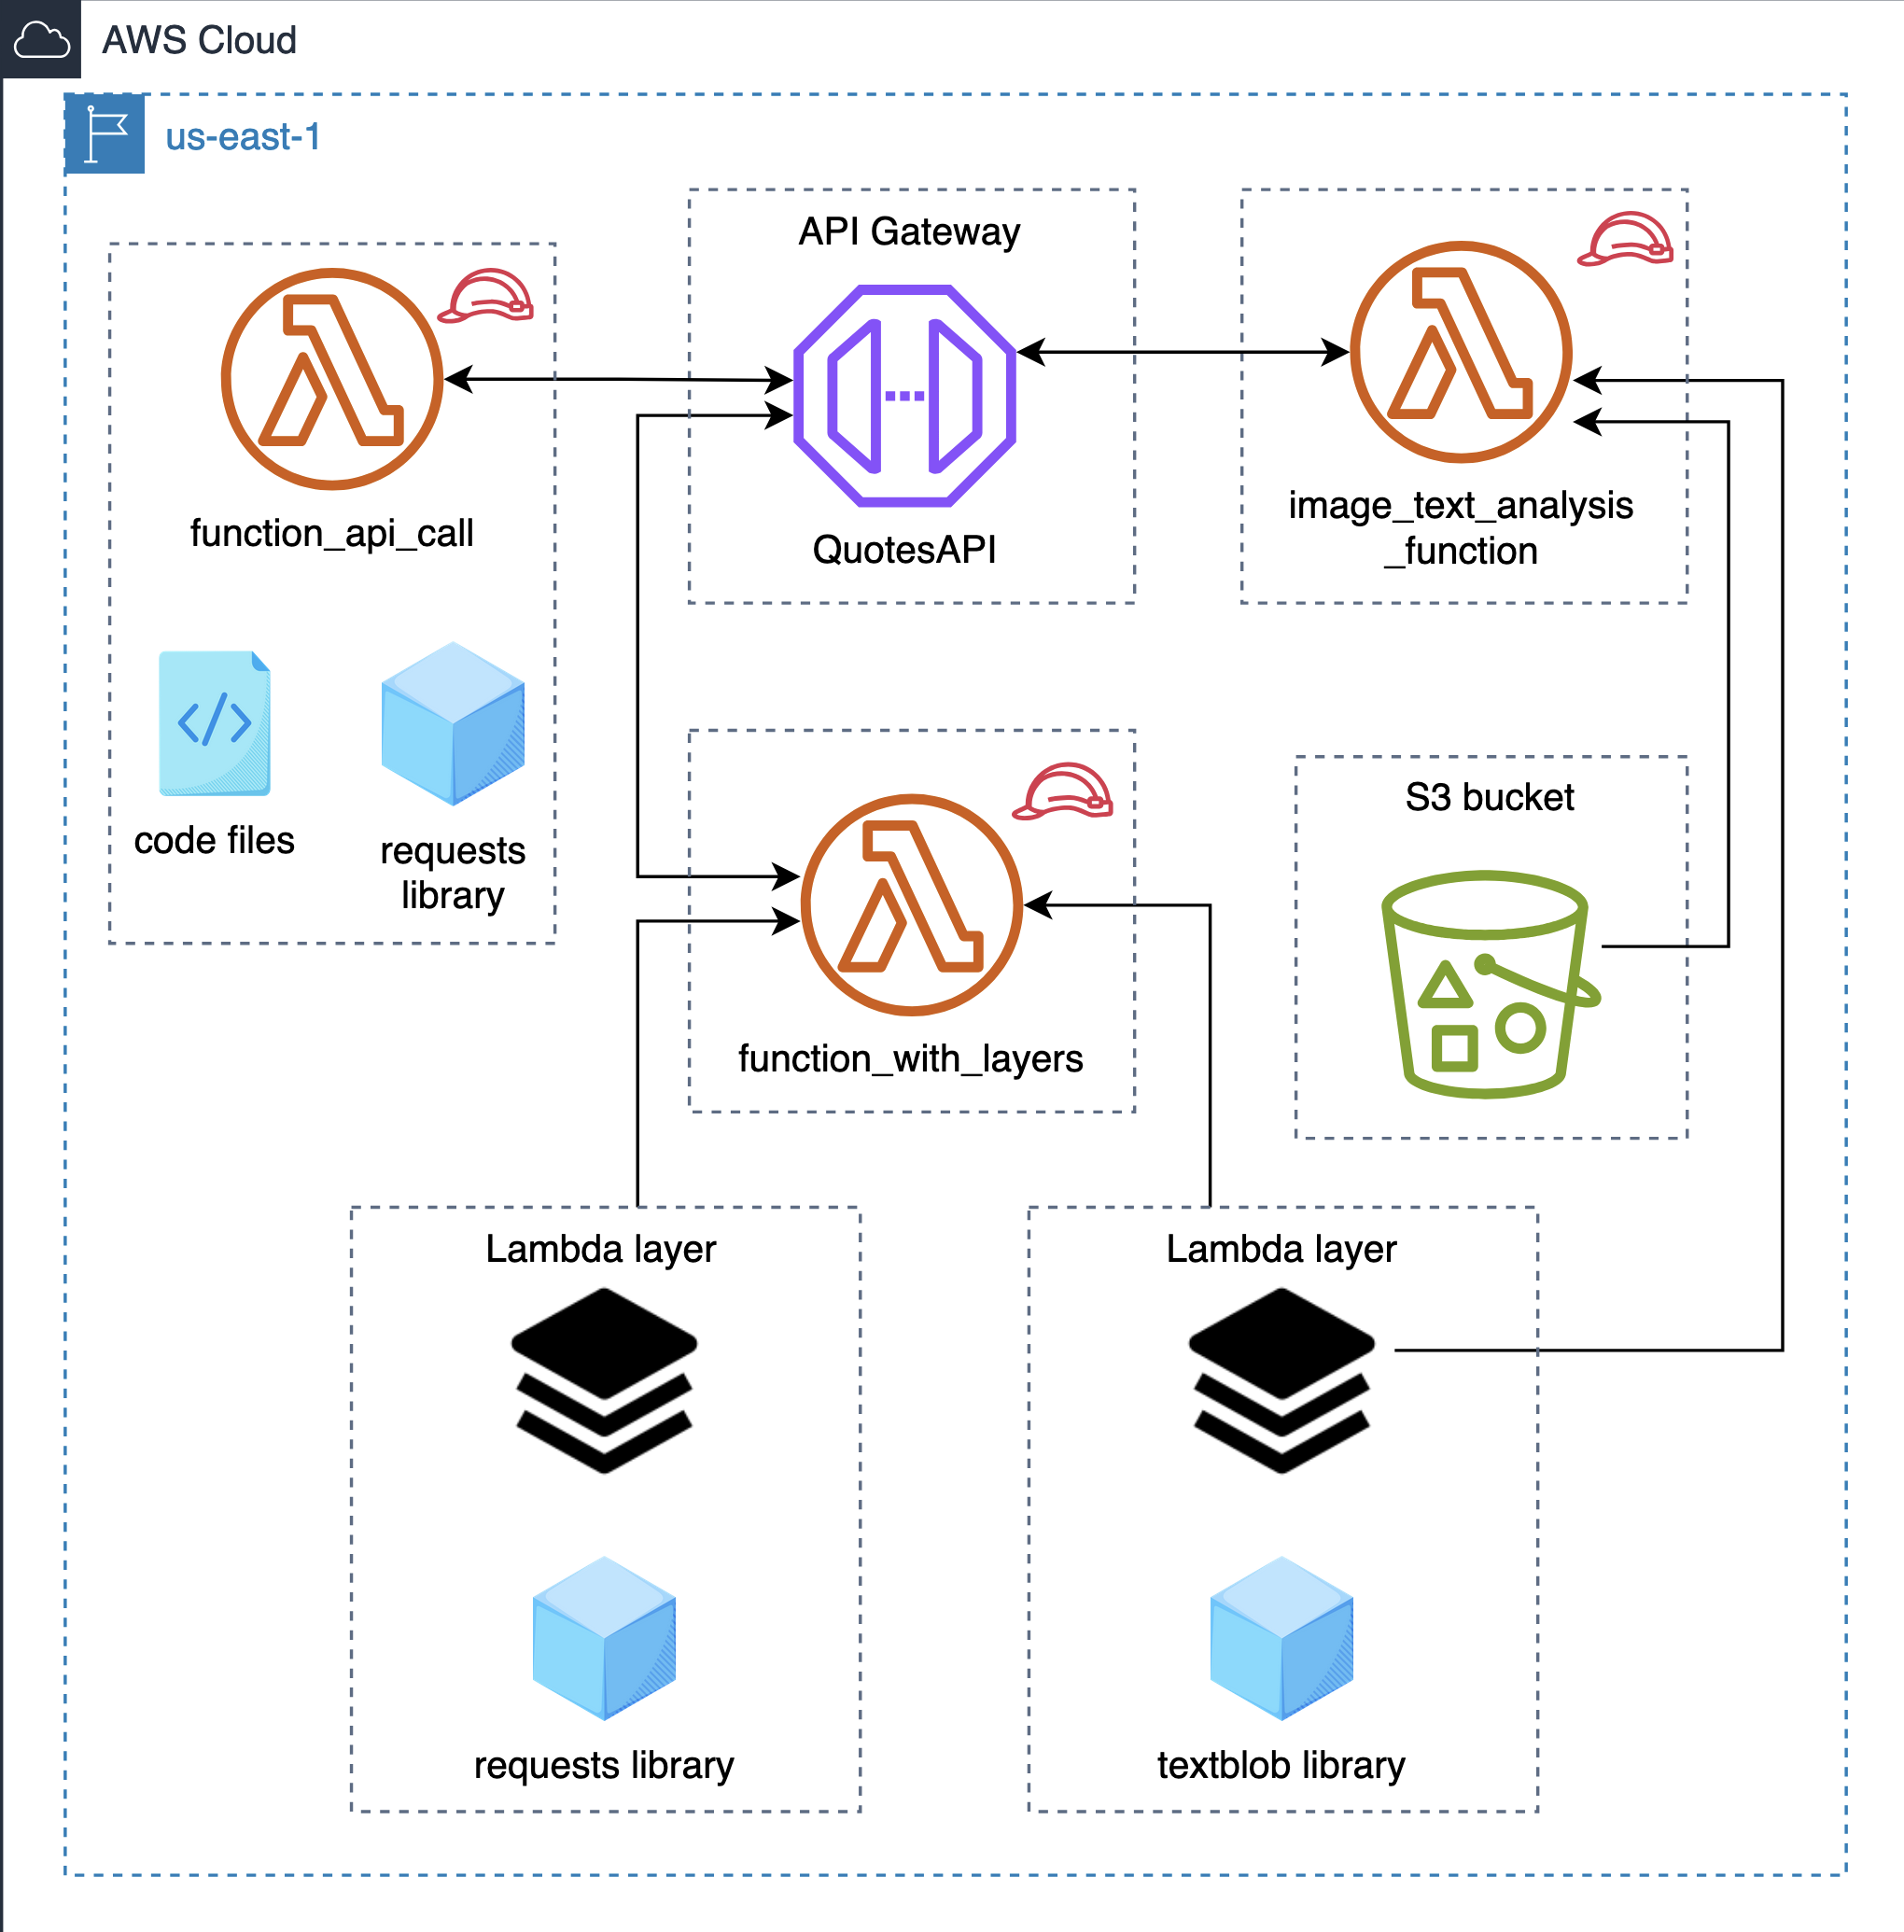 AWS Cloud
us-east-1
API Gateway
function_api_call
QuotesAPI
image_text_analysis
_function
code files
requests
library
S3 bucket
function_with_layers
Lambda layer
Lambda layer
requests library
textblob library